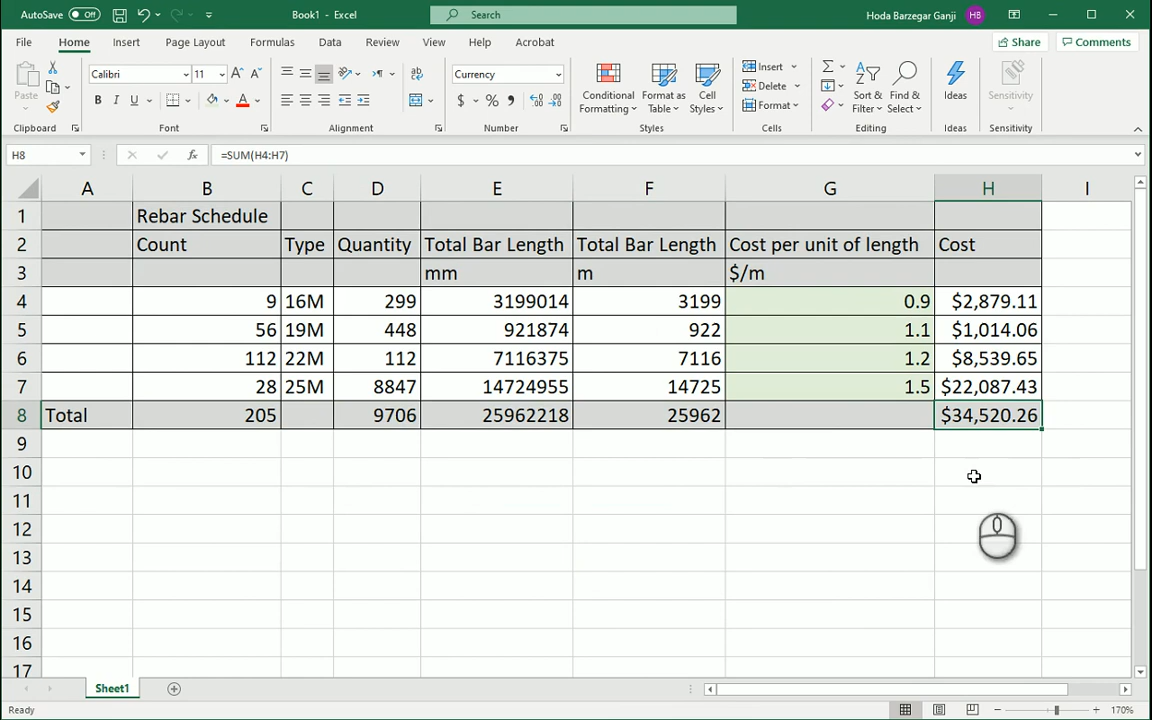 AutoSave Off Book1 - Excel Search Hoda Barzegar Ganji HB
File Home Insert Page Layout Formulas Data Review View Help Acrobat Share Comments
Paste Calibri 11 A A B I U A ab Currency $ % , Conditional Formatting Format as Table Cell Styles Insert Delete Format Σ Sort & Filter Find & Select Ideas Sensitivity
Clipboard Font Alignment Number Styles Cells Editing Ideas Sensitivity
H8 fx =SUM(H4:H7)
A B C D E F G H I
1 Rebar Schedule
2 Count Type Quantity Total Bar Length Total Bar Length Cost per unit of length Cost
3 mm m $/m
4 9 16M 299 3199014 3199 0.9 $2,879.11
5 56 19M 448 921874 922 1.1 $1,014.06
6 112 22M 112 7116375 7116 1.2 $8,539.65
7 28 25M 8847 14724955 14725 1.5 $22,087.43
8 Total 205 9706 25962218 25962 $34,520.26
9
10
11
12
13
14
15
16
17
Sheet1
Ready 170%